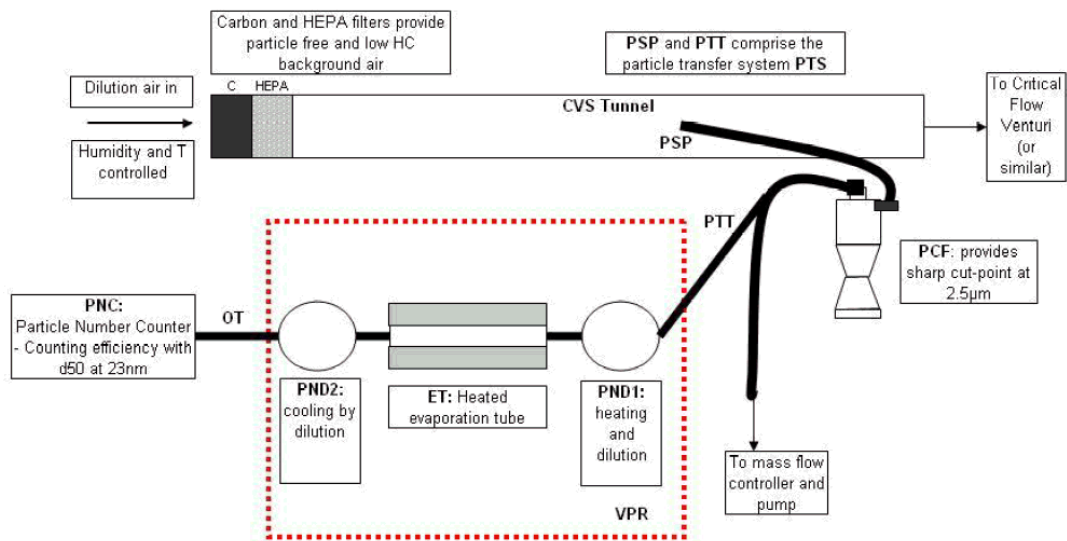 Carbon and HEPA filters provide
particle free and low HC
background air
PSP and PTT comprise the
particle transfer system PTS
Dilution air in
C
HEPA
CVS Tunnel
To Critical
Flow
Venturi
(or
similar)
PSP
Humidity and T
controlled
PTT
PCF: provides
sharp cut-point at
2.5µm
PNC:
Particle Number Counter
- Counting efficiency with
d50 at 23nm
OT
PND2:
cooling by
dilution
ET: Heated
evaporation tube
PND1:
heating
and
dilution
To mass flow
controller and
pump
VPR